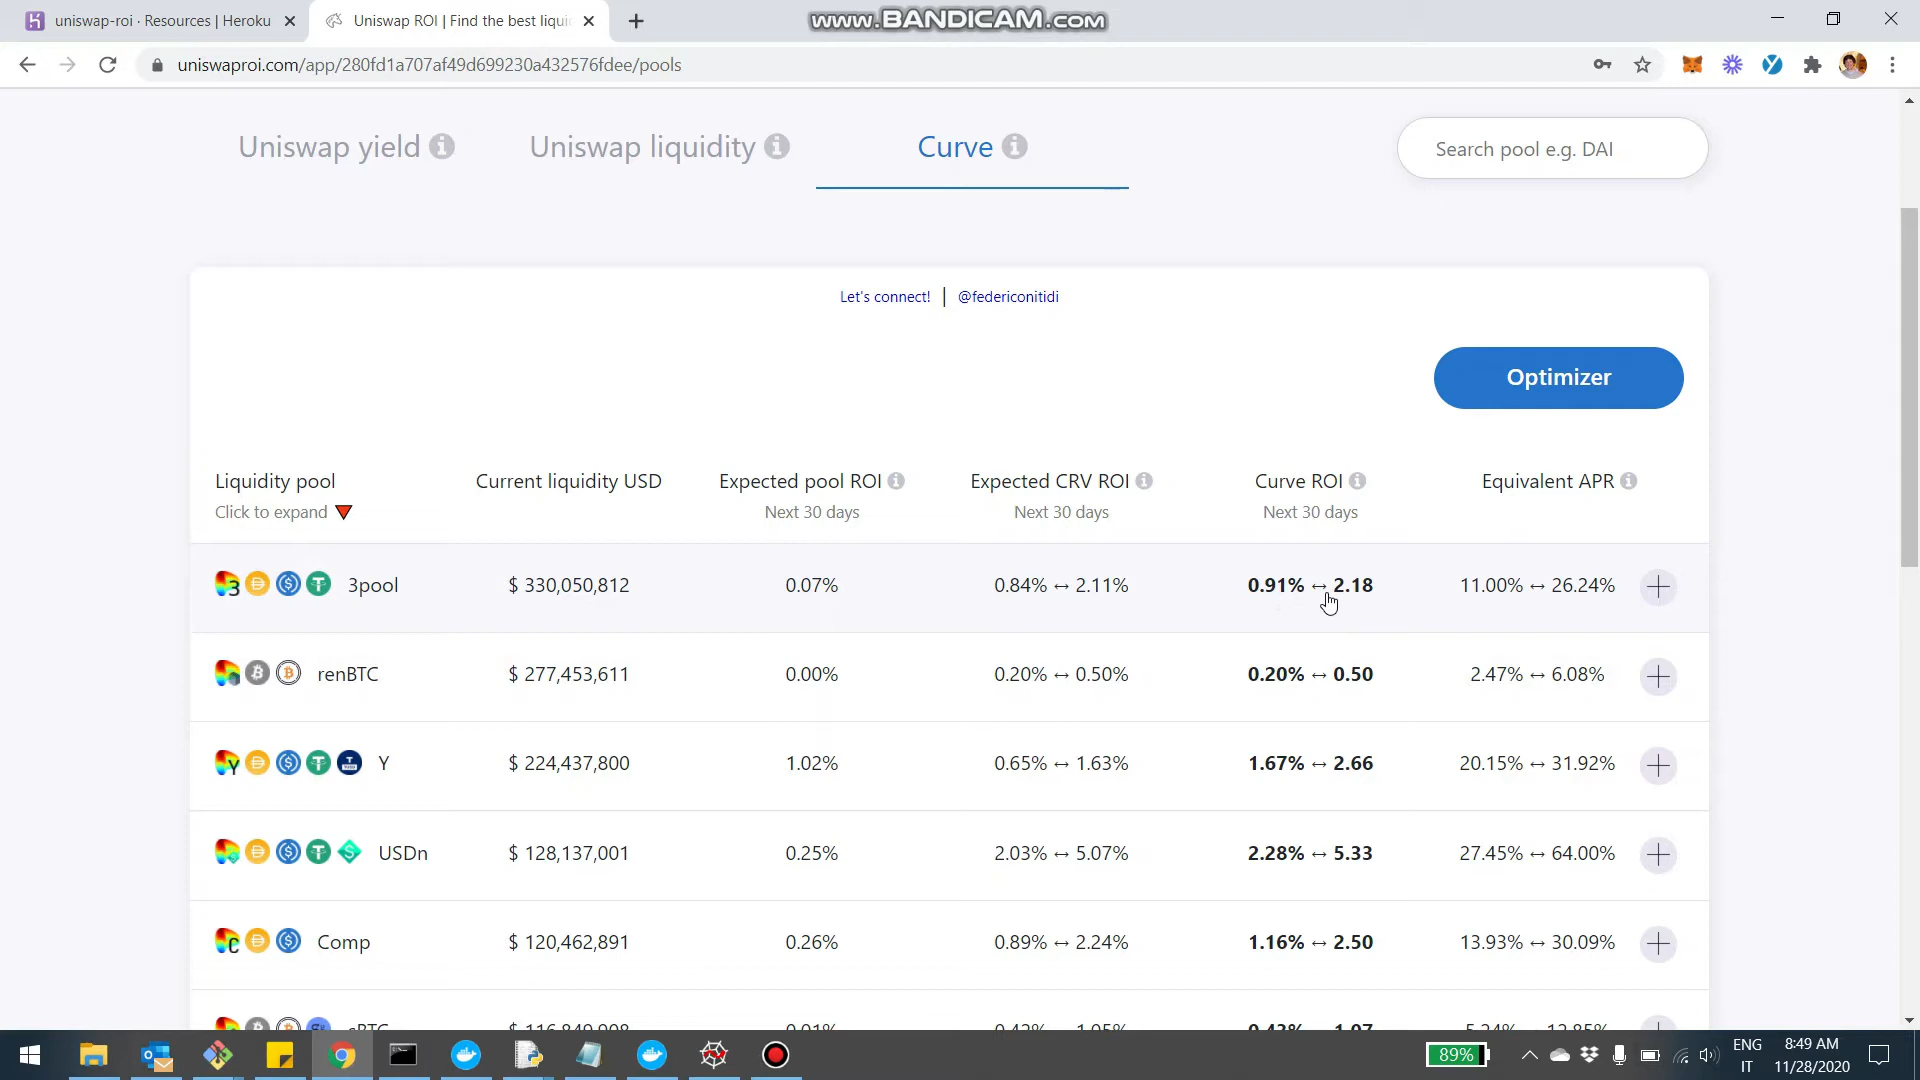 uniswap-roi · Resources | Heroku
Uniswap ROI | Find the best liqui
www.BANDICAM.com
uniswaproi.com/app/280fd1a707af49d699230a432576fdee/pools
Uniswap yield
Uniswap liquidity
Curve
Search pool e.g. DAI
Let's connect! | @federiconitidi
Optimizer
Liquidity pool Current liquidity USD Expected pool ROI Expected CRV ROI Curve ROI Equivalent APR
Click to expand Next 30 days Next 30 days Next 30 days
3pool $ 330,050,812 0.07% 0.84% ↔ 2.11% 0.91% ↔ 2.18 11.00% ↔ 26.24%
renBTC $ 277,453,611 0.00% 0.20% ↔ 0.50% 0.20% ↔ 0.50 2.47% ↔ 6.08%
Y $ 224,437,800 1.02% 0.65% ↔ 1.63% 1.67% ↔ 2.66 20.15% ↔ 31.92%
USDn $ 128,137,001 0.25% 2.03% ↔ 5.07% 2.28% ↔ 5.33 27.45% ↔ 64.00%
Comp $ 120,462,891 0.26% 0.89% ↔ 2.24% 1.16% ↔ 2.50 13.93% ↔ 30.09%
89%
ENG 8:49 AM
IT 11/28/2020